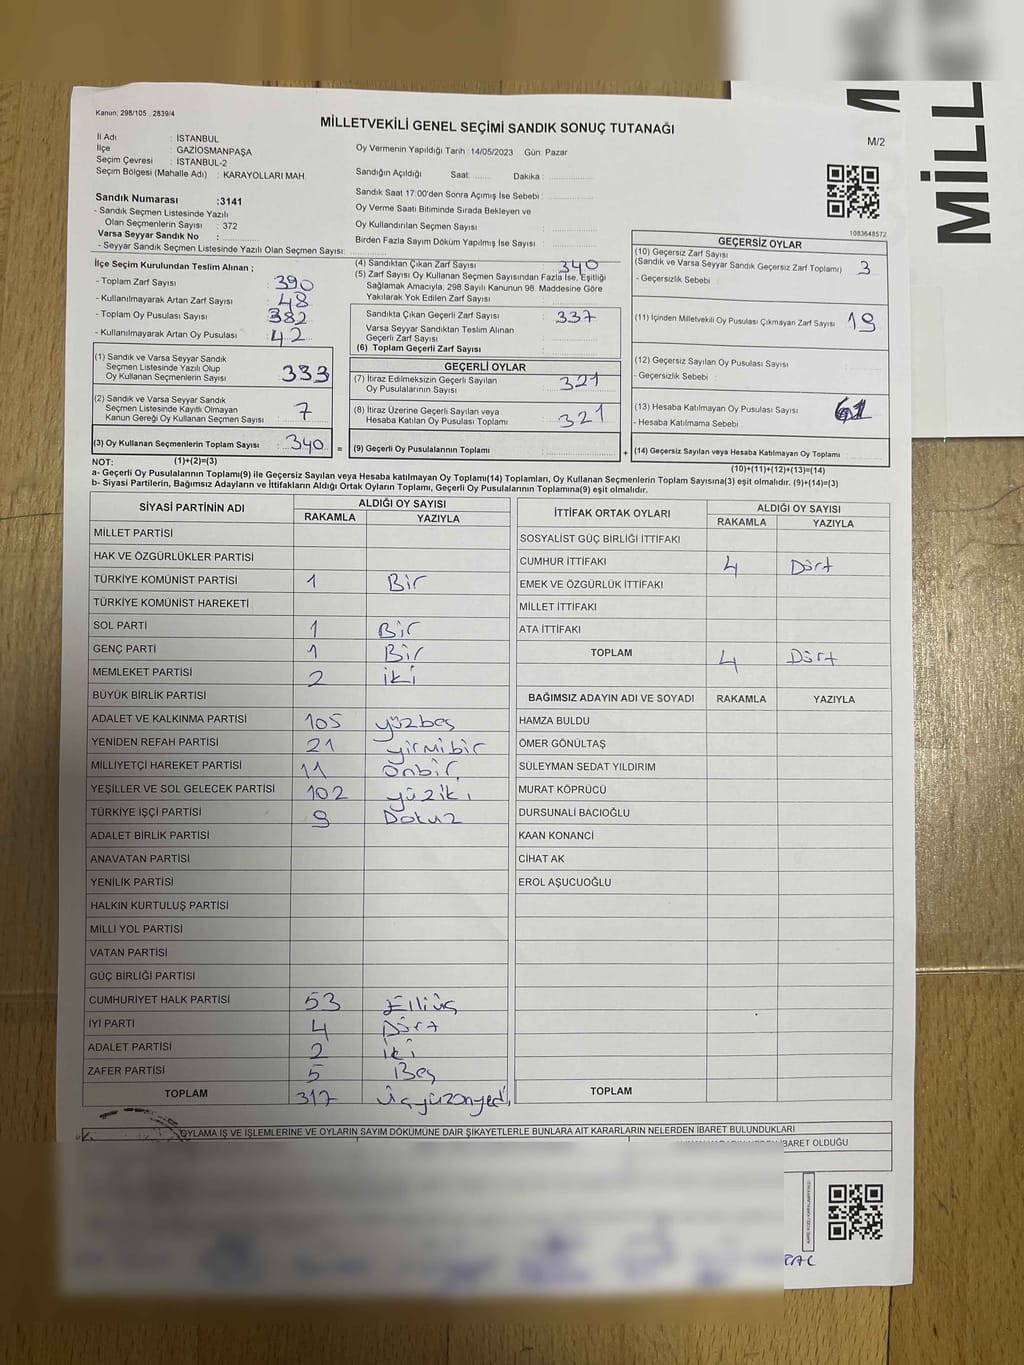 Kanun: 298/105 , 2839/4
MİLLETVEKİLİ GENEL SEÇİMİ SANDIK SONUÇ TUTANAĞI
M/2
İl Adı : İSTANBUL
İlçe : GAZİOSMANPAŞA
Seçim Çevresi : İSTANBUL-2
Seçim Bölgesi (Mahalle Adı) : KARAYOLLARI MAH.
Sandık Numarası :3141
- Sandık Seçmen Listesinde Yazılı
Olan Seçmenlerin Sayısı : 372
Varsa Seyyar Sandık No :
- Seyyar Sandık Seçmen Listesinde Yazılı Olan Seçmen Sayısı:
Oy Vermenin Yapıldığı Tarih :14/05/2023 Gün: Pazar
Sandığın Açıldığı Saat: Dakika :
Sandık Saat 17:00'den Sonra Açımış İse Sebebi :
Oy Verme Saati Bitiminde Sırada Bekleyen ve
Oy Kullandırılan Seçmen Sayısı :
Birden Fazla Sayım Döküm Yapılmış İse Sayısı :
1083648572
İlçe Seçim Kurulundan Teslim Alınan ;
- Toplam Zarf Sayısı : 390
- Kullanılmayarak Artan Zarf Sayısı : 48
- Toplam Oy Pusulası Sayısı : 382
- Kullanılmayarak Artan Oy Pusulası : 42
(1) Sandık ve Varsa Seyyar Sandık
Seçmen Listesinde Yazılı Olup
Oy Kullanan Seçmenlerin Sayısı : 333
(2) Sandık ve Varsa Seyyar Sandık
Seçmen Listesinde Kayıtlı Olmayan
Kanun Gereği Oy Kullanan Seçmen Sayısı : 7
(3) Oy Kullanan Seçmenlerin Toplam Sayısı : 340 =
(4) Sandıktan Çıkan Zarf Sayısı : 340
(5) Zarf Sayısı Oy Kullanan Seçmen Sayısından Fazla İse, Eşitliği
Sağlamak Amacıyla; 298 Sayılı Kanunun 98. Maddesine Göre
Yakılarak Yok Edilen Zarf Sayısı :
Sandıkta Çıkan Geçerli Zarf Sayısı : 337
Varsa Seyyar Sandıktan Teslim Alınan
Geçerli Zarf Sayısı :
(6) Toplam Geçerli Zarf Sayısı :
GEÇERLİ OYLAR
(7) İtiraz Edilmeksizin Geçerli Sayılan
Oy Pusulalarının Sayısı : 321
(8) İtiraz Üzerine Geçerli Sayılan veya
Hesaba Katılan Oy Pusulası Toplamı : 321
(9) Geçerli Oy Pusulalarının Toplamı : +
GEÇERSİZ OYLAR
(10) Geçersiz Zarf Sayısı
(Sandık ve Varsa Seyyar Sandık Geçersiz Zarf Toplamı) : 3
- Geçersizlik Sebebi :
(11) İçinden Milletvekili Oy Pusulası Çıkmayan Zarf Sayısı : 19
(12) Geçersiz Sayılan Oy Pusulası Sayısı :
- Geçersizlik Sebebi :
(13) Hesaba Katılmayan Oy Pusulası Sayısı :
- Hesaba Katılmama Sebebi :
(14) Geçersiz Sayılan veya Hesaba Katılmayan Oy Toplamı
NOT: (1)+(2)=(3)
(10)+(11)+(12)+(13)=(14)
a- Geçerli Oy Pusulalarının Toplamı(9) ile Geçersiz Sayılan veya Hesaba katılmayan Oy Toplamı(14) Toplamları, Oy Kullanan Seçmenlerin Toplam Sayısına(3) eşit olmalıdır. (9)+(14)=(3)
b- Siyasi Partilerin, Bağımsız Adayların ve İttifakların Aldığı Ortak Oyların Toplamı, Geçerli Oy Pusulalarının Toplamına(9) eşit olmalıdır.
SİYASİ PARTİNİN ADI ALDIĞI OY SAYISI
RAKAMLA YAZIYLA
MİLLET PARTİSİ
HAK VE ÖZGÜRLÜKLER PARTİSİ
TÜRKİYE KOMÜNİST PARTİSİ 1 Bir
TÜRKİYE KOMÜNİST HAREKETİ
SOL PARTİ 1 Bir
GENÇ PARTİ 1 Bir
MEMLEKET PARTİSİ 2 iki
BÜYÜK BİRLİK PARTİSİ
ADALET VE KALKINMA PARTİSİ 105 yüzbeş
YENİDEN REFAH PARTİSİ 21 yirmibir
MİLLİYETÇİ HAREKET PARTİSİ 11 onbir
YEŞİLLER VE SOL GELECEK PARTİSİ 102 yüziki
TÜRKİYE İŞÇİ PARTİSİ 9 Dokuz
ADALET BİRLİK PARTİSİ
ANAVATAN PARTİSİ
YENİLİK PARTİSİ
HALKIN KURTULUŞ PARTİSİ
MİLLİ YOL PARTİSİ
VATAN PARTİSİ
GÜÇ BİRLİĞİ PARTİSİ
CUMHURİYET HALK PARTİSİ 53 Elliüç
İYİ PARTİ 4 Dört
ADALET PARTİSİ 2 iki
ZAFER PARTİSİ 5 Beş
TOPLAM 317 Üçyüzonyedi
İTTİFAK ORTAK OYLARI ALDIĞI OY SAYISI
RAKAMLA YAZIYLA
SOSYALİST GÜÇ BİRLİĞİ İTTİFAKI
CUMHUR İTTİFAKI 4 Dört
EMEK VE ÖZGÜRLÜK İTTİFAKI
MİLLET İTTİFAKI
ATA İTTİFAKI
TOPLAM 4 Dört
BAĞIMSIZ ADAYIN ADI VE SOYADI RAKAMLA YAZIYLA
HAMZA BULDU
ÖMER GÖNÜLTAŞ
SÜLEYMAN SEDAT YILDIRIM
MURAT KÖPRÜCÜ
DURSUNALİ BACIOĞLU
KAAN KONANCİ
CİHAT AK
EROL AŞUCUOĞLU
TOPLAM
OYLAMA İŞ VE İŞLEMLERİNE VE OYLARIN SAYIM DÖKÜMÜNE DAİR ŞİKAYETLERLE BUNLARA AİT KARARLARIN NELERDEN İBARET BULUNDUKLARI
İBARET OLDUĞU
MİLL